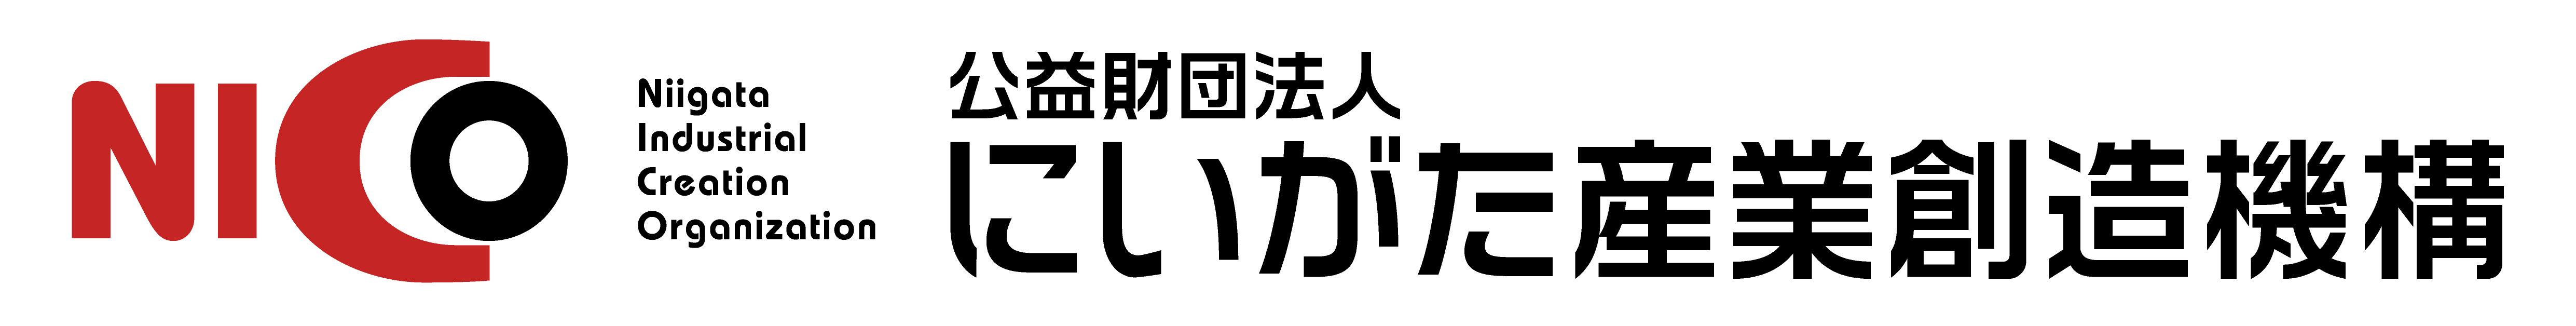 NICO
Niigata
Industrial
Creation
Organization
公益財団法人
にいがた産業創造機構